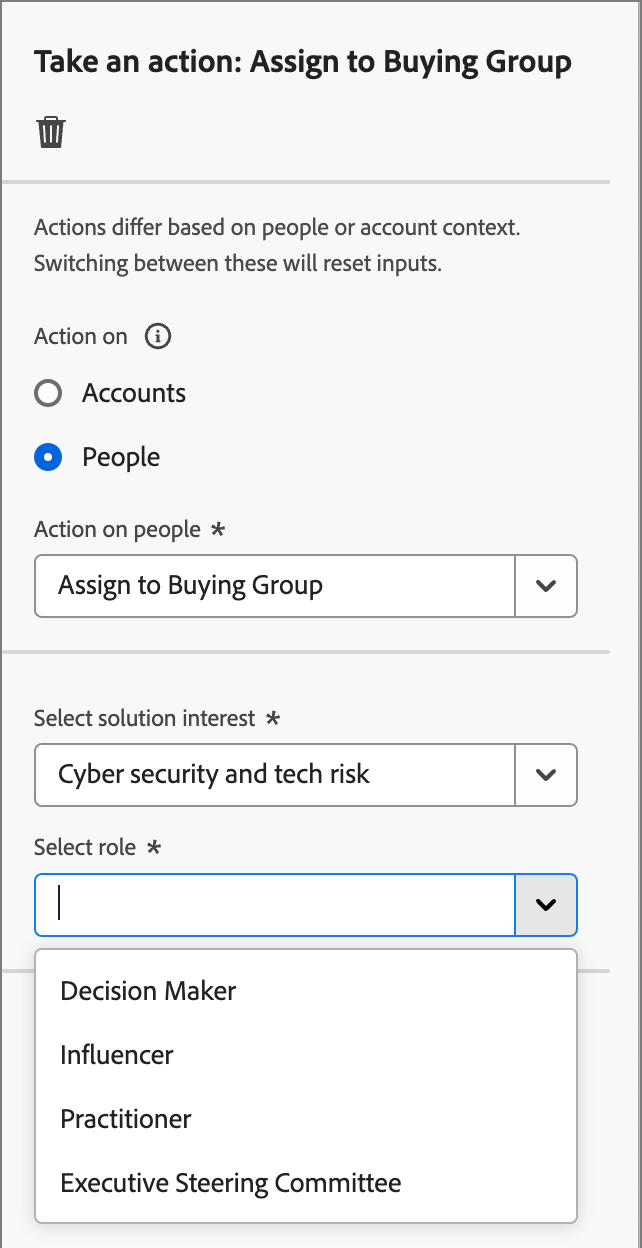 Take an action: Assign to Buying Group
Actions differ based on people or account context.
Switching between these will reset inputs.
Action on
Accounts
People
Action on people *
Assign to Buying Group
Select solution interest *
Cyber security and tech risk
Select role *
Decision Maker
Influencer
Practitioner
Executive Steering Committee